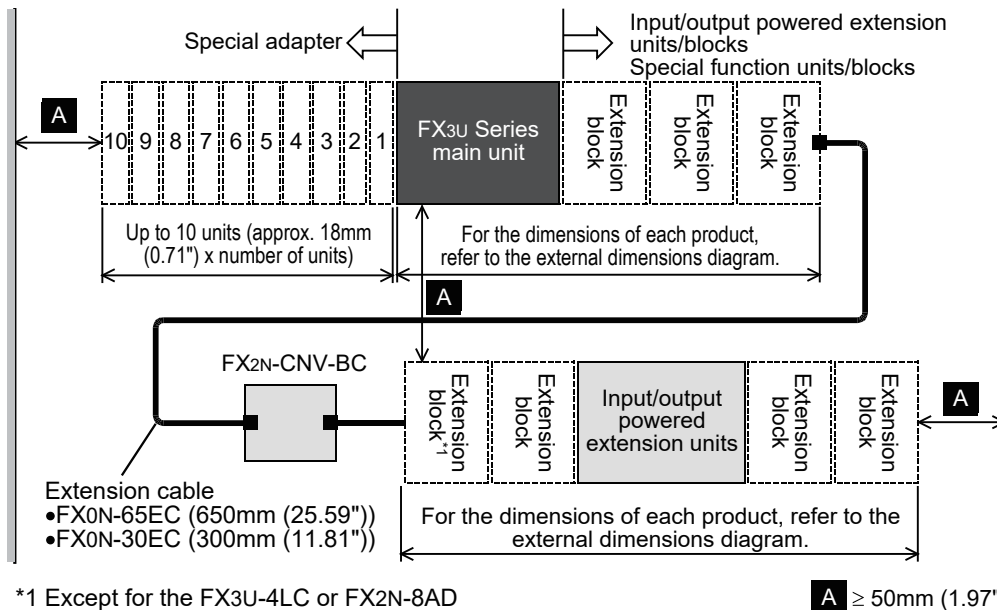 Special adapter
Input/output powered extension
units/blocks
Special function units/blocks
A
10 9 8 7 6 5 4 3 2 1
FX3U Series
main unit
Extension
block
Extension
block
Extension
block
Up to 10 units (approx. 18mm
(0.71") x number of units)
For the dimensions of each product,
refer to the external dimensions diagram.
A
FX2N-CNV-BC
Extension
block*1
Extension
block
Input/output
powered
extension units
Extension
block
Extension
block
A
Extension cable
•FX0N-65EC (650mm (25.59"))
•FX0N-30EC (300mm (11.81"))
For the dimensions of each product, refer to the
external dimensions diagram.
*1 Except for the FX3U-4LC or FX2N-8AD
A ≥ 50mm (1.97"